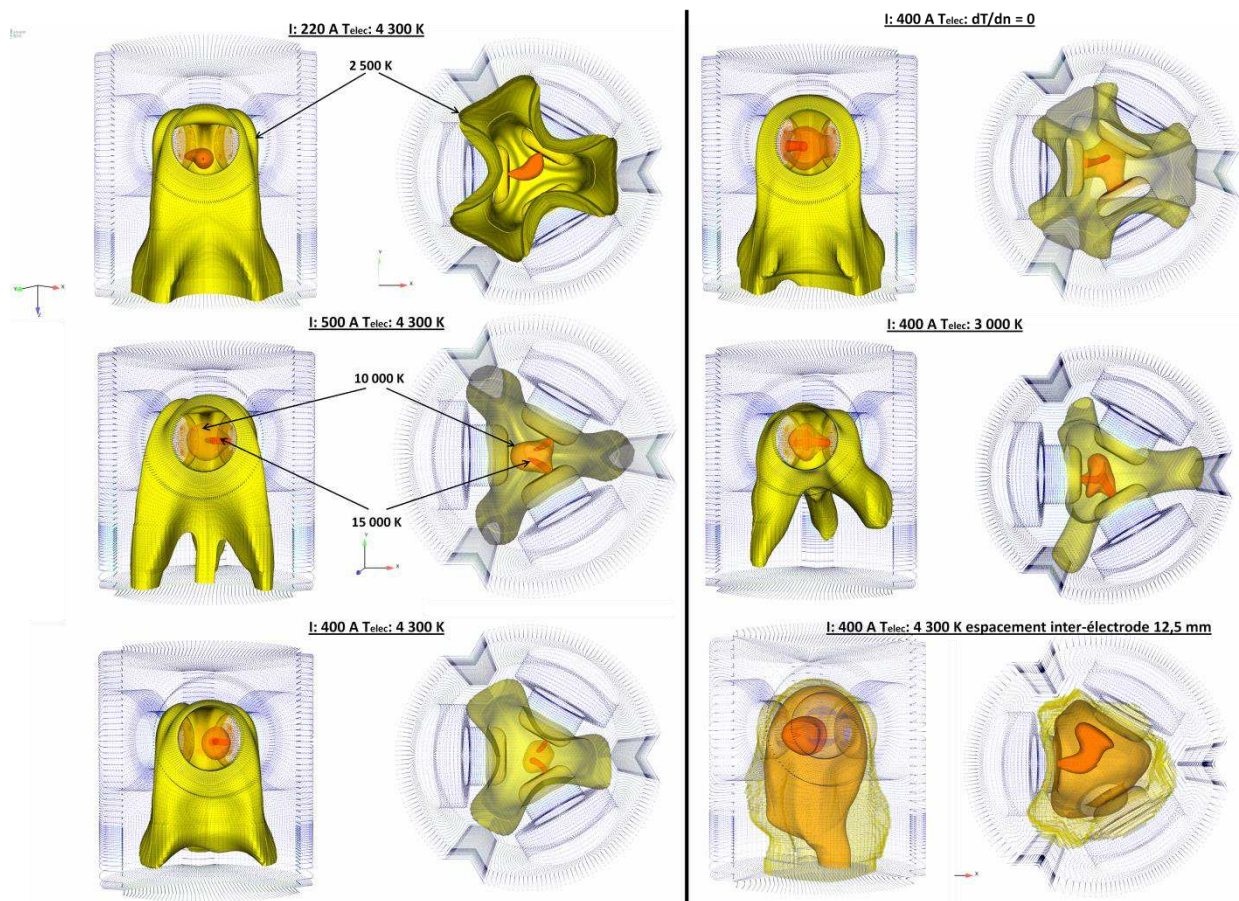 I: 220 A Telec: 4 300 K
2 500 K
I: 400 A Telec: dT/dn = 0
I: 500 A Telec: 4 300 K
10 000 K
15 000 K
I: 400 A Telec: 3 000 K
I: 400 A Telec: 4 300 K
I: 400 A Telec: 4 300 K espacement inter-électrode 12,5 mm